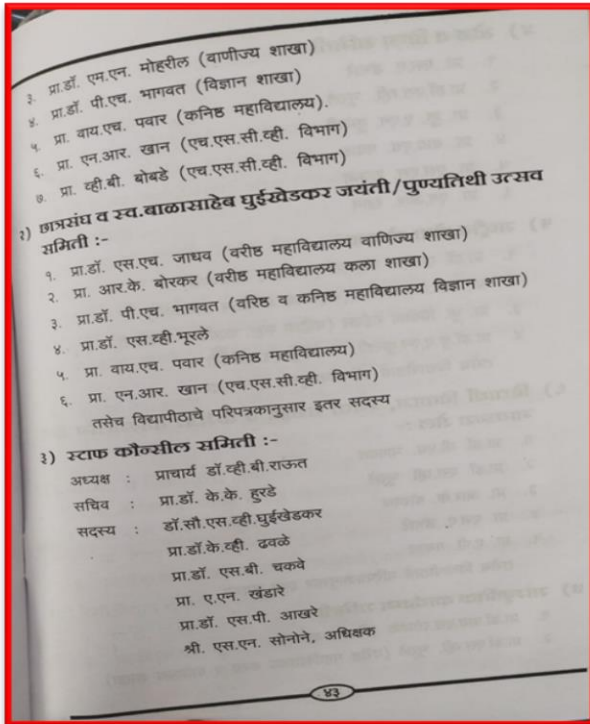 ३. प्रा.डॉ. एम.एन. मोहरील (वाणीज्य शाखा)
४. प्रा.डॉ. पी.एच. भागवत (विज्ञान शाखा)
५. प्रा. वाय.एच. पवार (कनिष्ठ महाविद्यालय).
६. प्रा. एन.आर. खान (एच.एस.सी.व्ही. विभाग)
७. प्रा. व्ही.बी. बोबडे (एच.एस.सी.व्ही. विभाग)
२) छात्रसंघ व स्व.बाळासाहेब घुईखेडकर जयंती/पुण्यतिथी उत्सव
समिती :-
१. प्रा.डॉ. एस.एच. जाधव (वरीष्ठ महाविद्यालय वाणिज्य शाखा)
२. प्रा. आर.के. बोरकर (वरीष्ठ महाविद्यालय कला शाखा)
३. प्रा.डॉ. पी.एच. भागवत (वरिष्ठ व कनिष्ठ महाविद्यालय विज्ञान शाखा)
४. प्रा.डॉ. एस.व्ही.भूरले
५. प्रा. वाय.एच. पवार (कनिष्ठ महाविद्यालय)
६. प्रा. एन.आर. खान (एच.एस.सी.व्ही. विभाग)
तसेच विद्यापीठाचे परिपत्रकानुसार इतर सदस्य
३) स्टाफ कौन्सील समिती :-
अध्यक्ष : प्राचार्य डॉ.व्ही.बी.राऊत
सचिव : प्रा.डॉ. के.के. हुरडे
सदस्य : डॉ.सौ.एस.व्ही.घुईखेडकर
प्रा.डॉ.के.व्ही. ढवळे
प्रा.डॉ. एस.बी. चकवे
प्रा. ए.एन. खंडारे
प्रा.डॉ. एस.पी. आखरे
श्री. एस.एन. सोनोने, अधिक्षक
४३